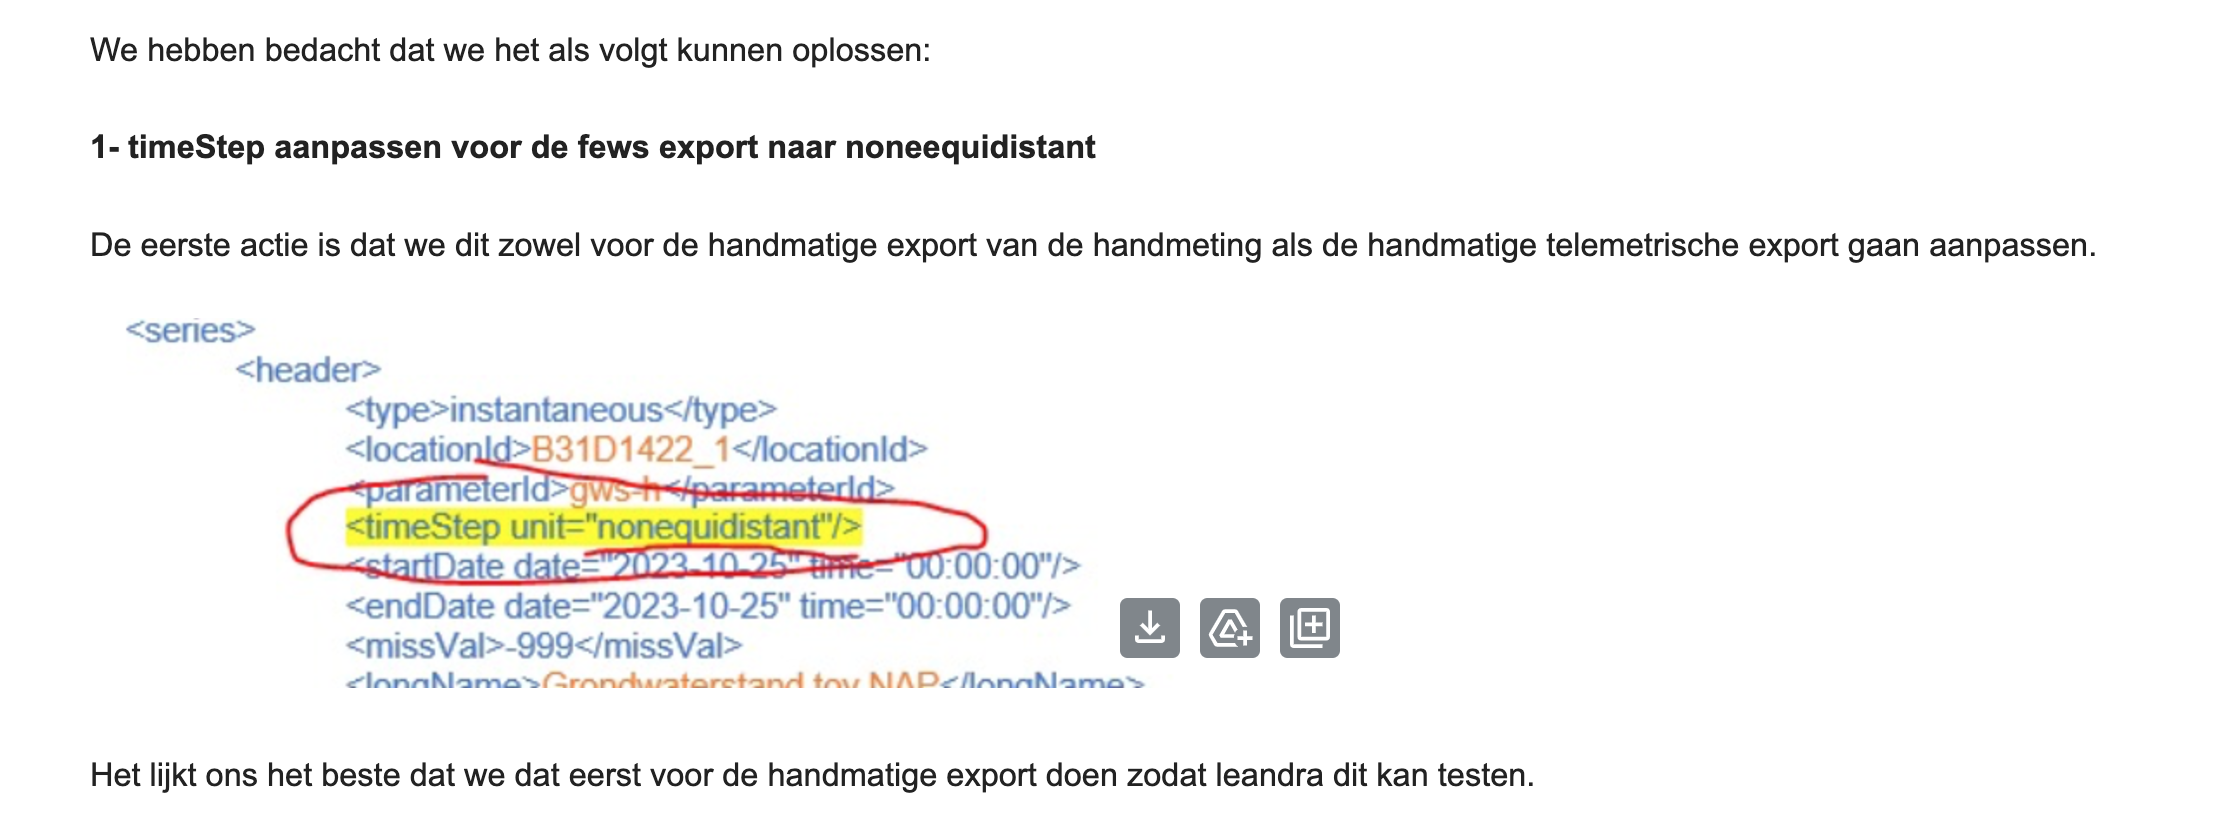 We hebben bedacht dat we het als volgt kunnen oplossen:
1- timeStep aanpassen voor de fews export naar noneequidistant
De eerste actie is dat we dit zowel voor de handmatige export van de handmeting als de handmatige telemetrische export gaan aanpassen.
<series>
<header>
<type>instantaneous</type>
<locationId>B31D1422_1</locationId>
<parameterId>gws-h</parameterId>
<timeStep unit="nonequidistant"/>
<startDate date="2023-10-25" time="00:00:00"/>
<endDate date="2023-10-25" time="00:00:00"/>
<missVal>-999</missVal>
<longName>Grondwaterstand tov NAP</longName>
Het lijkt ons het beste dat we dat eerst voor de handmatige export doen zodat leandra dit kan testen.